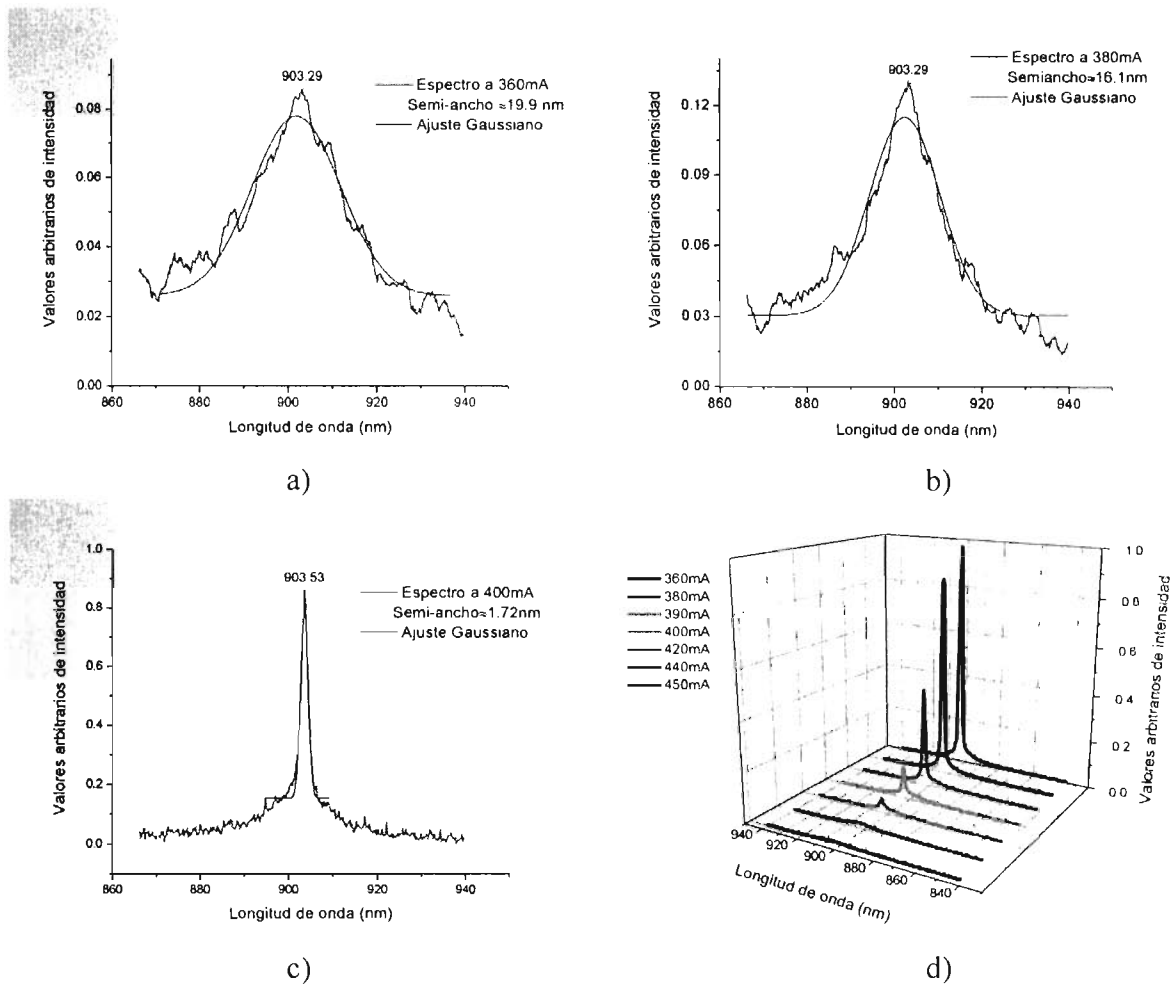 903.29
Espectro a 360mA
Semi-ancho ≈19.9 nm
Ajuste Gaussiano
Valores arbitrarios de intensidad
0.08
0.06
0.04
0.02
0.00
860 880 900 920 940
Longitud de onda (nm)
a)
903.29
Espectro a 380mA
Semiancho≈16.1nm
Ajuste Gaussiano
Valores arbitrarios de intensidad
0.12
0.09
0.06
0 03
0 00
860 880 900 920 940
Longitud de onda (nm)
b)
903 53
Espectro a 400mA
Semi-ancho≈1.72nm
Ajuste Gaussiano
Valores arbitrarios de intensidad
1.0
0.8
0.6
0.4
0.2
0.0
860 880 900 920 940
Longitud de onda (nm)
c)
360mA
380mA
390mA
400mA
420mA
440mA
450mA
1.0
0 8
0 6
0 4
0 2
0 0
Valores arbitrarios de intensidad
940 920 900 880 860 840
Longitud de onda (nm)
d)